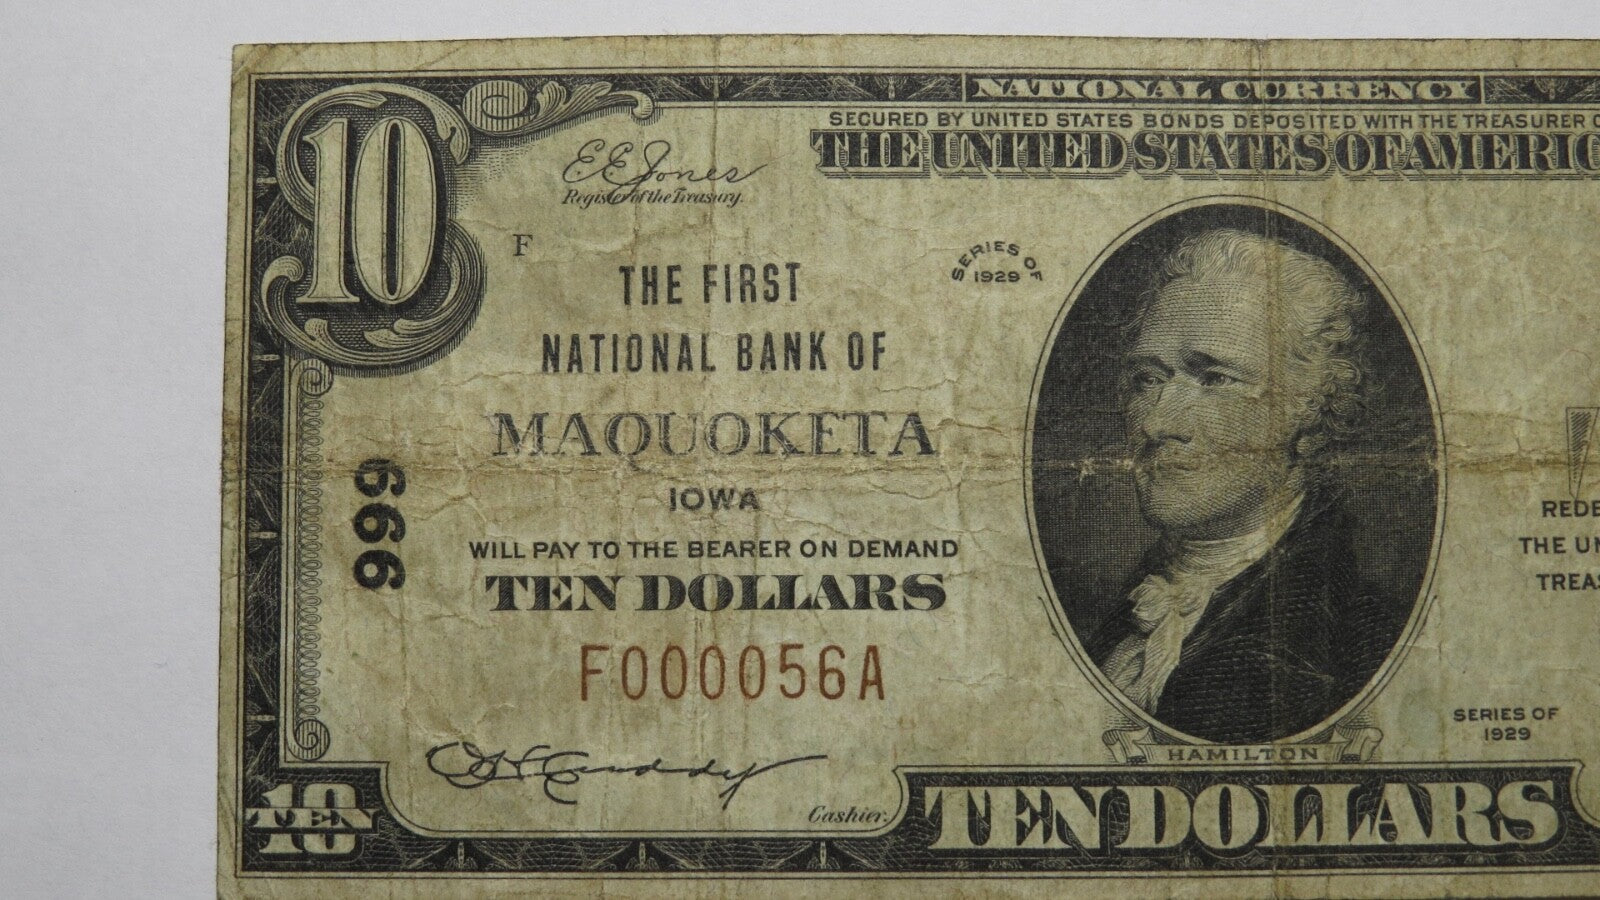 NATIONAL CURRENCY
SECURED BY UNITED STATES BONDS DEPOSITED WITH THE TREASURER
THE UNITED STATES OF AMERIC
10
E E Jones
Register of the Treasury.
F
THE FIRST
NATIONAL BANK OF
MAQUOKETA
IOWA
SERIES OF
1929
999
WILL PAY TO THE BEARER ON DEMAND
TEN DOLLARS
F000056A
REDE
THE UN
TREAS
SERIES OF
1929
HAMILTON
Cashier.
10
TEN
TEN DOLLARS